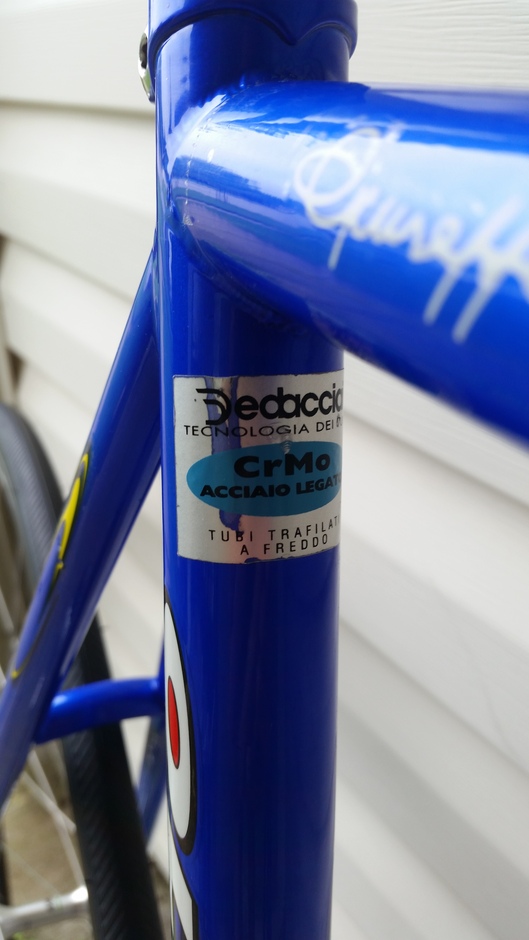 Dedaccia
TECNOLOGIA DEI
CrMo
ACCIAIO LEGAT
TUBI TRAFILAT
A FREDDO